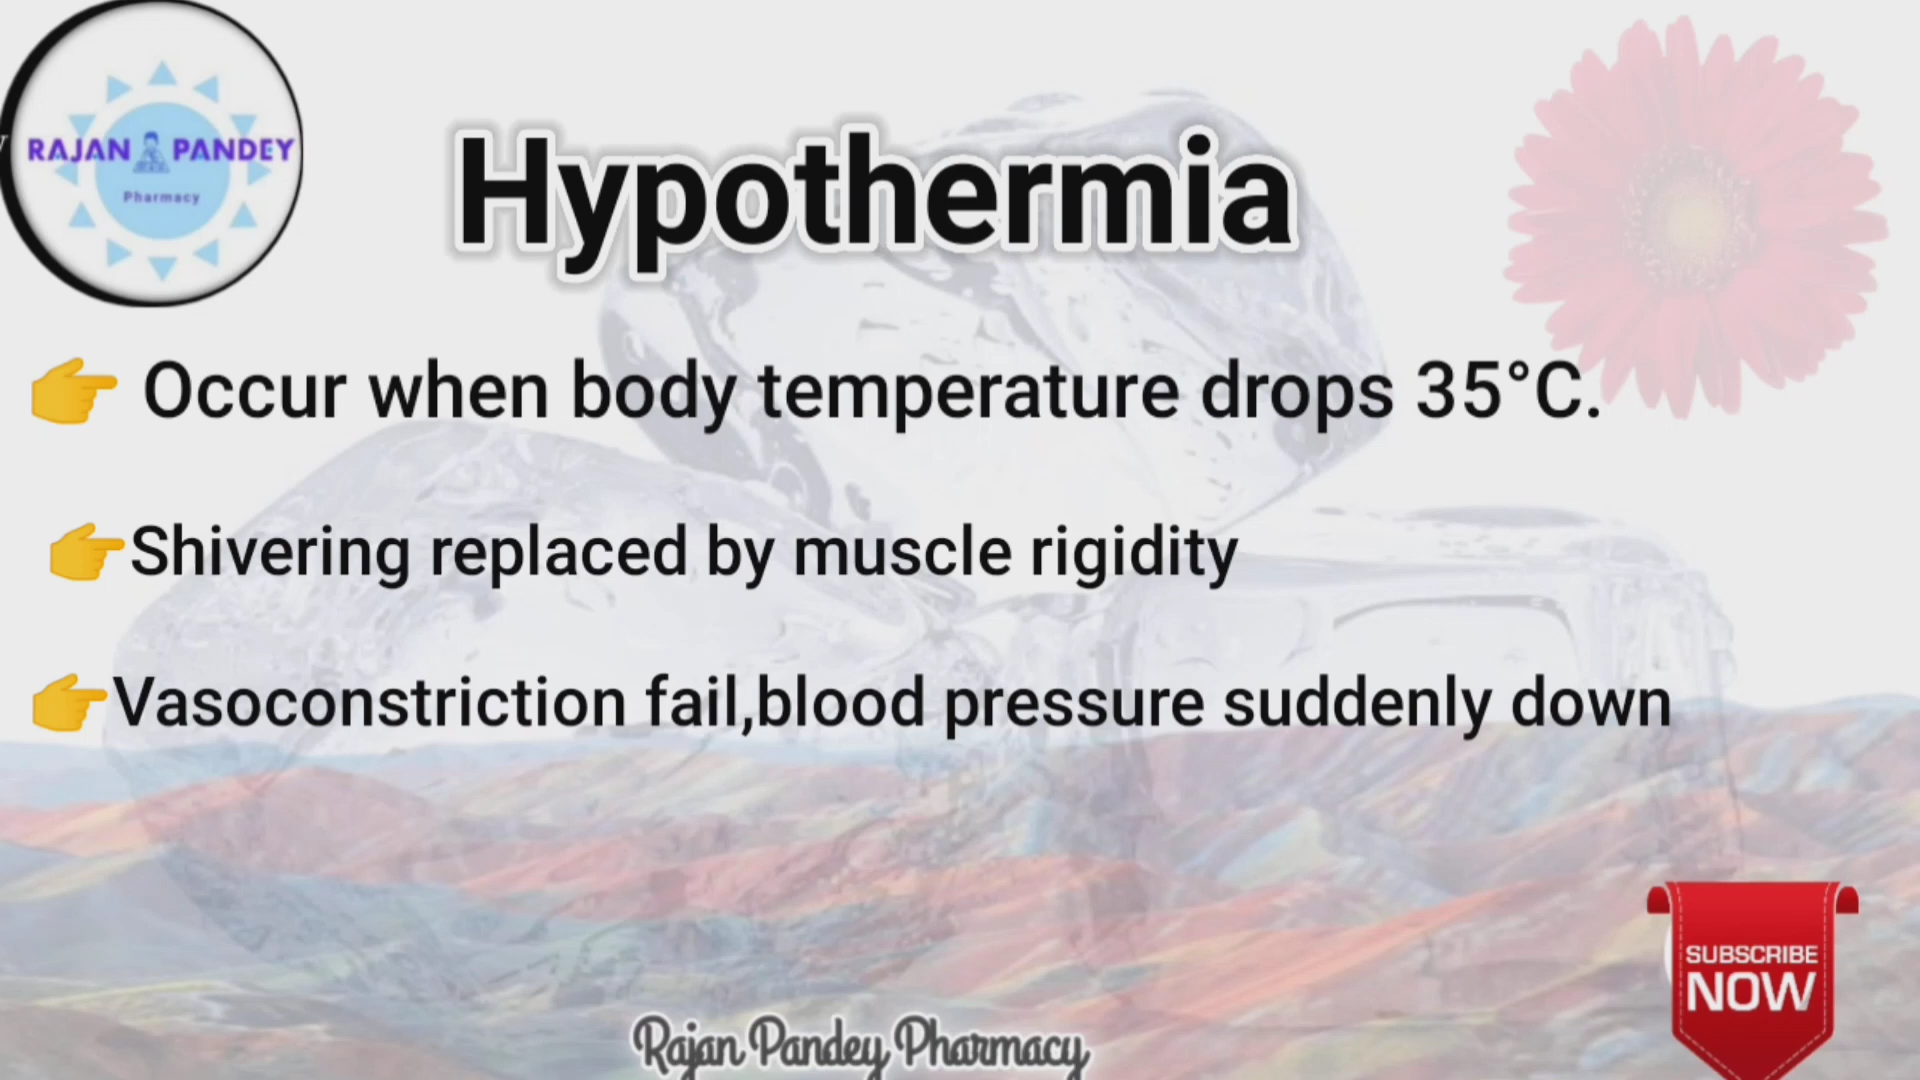 RAJAN PANDEY
Pharmacy
Hypothermia
👉 Occur when body temperature drops 35°C.
👉Shivering replaced by muscle rigidity
👉Vasoconstriction fail,blood pressure suddenly down
SUBSCRIBE
NOW
Rajan Pandey Pharmacy